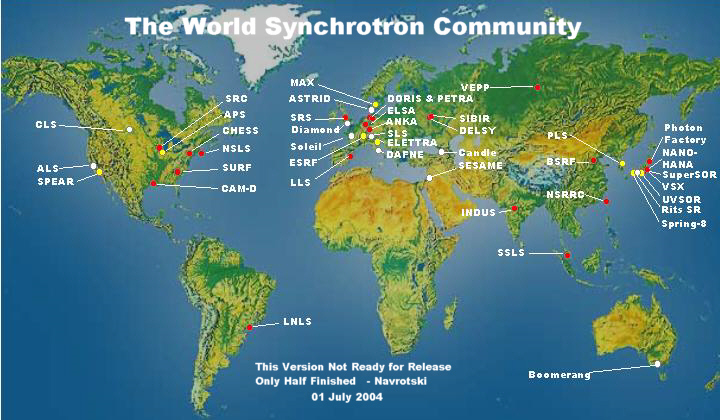 The World Synchrotron Community
MAX
ASTRID
SRS
Diamond
Soleil
ESRF
LLS
DORIS & PETRA
ELSA
ANKA
SLS
ELETTRA
DAFNE
VEPP
SIBIR
DELSY
Candle
SESAME
SRC
APS
CHESS
NSLS
SURF
CAM-D
CLS
ALS
SPEAR
PLS
BSRF
NSRRC
INDUS
SSLS
Photon
Factory
NANO-
HANA
SuperSOR
VSX
UVSOR
Rits SR
Spring-8
LNLS
Boomerang
This Version Not Ready for Release
Only Half Finished - Navrotski
01 July 2004